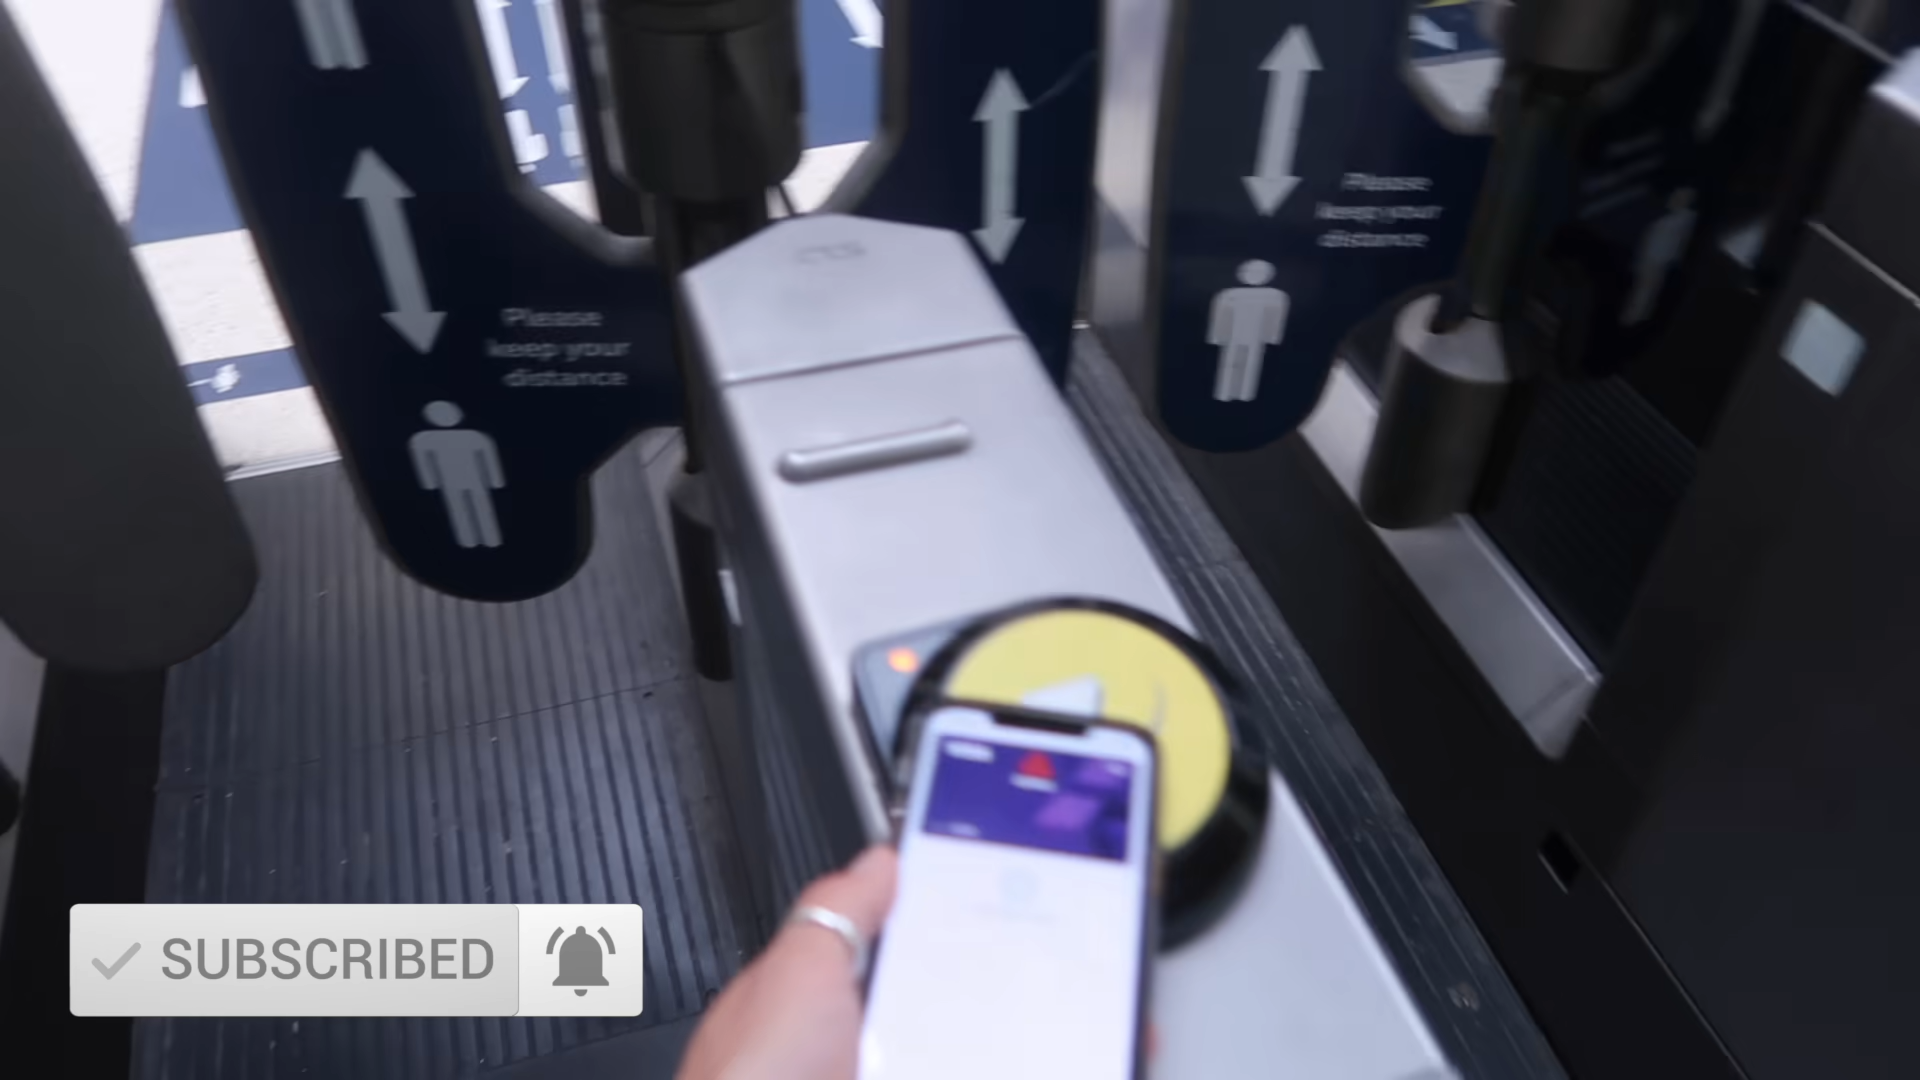 Please
keep your
distance
Please
keep your
distance
SUBSCRIBED